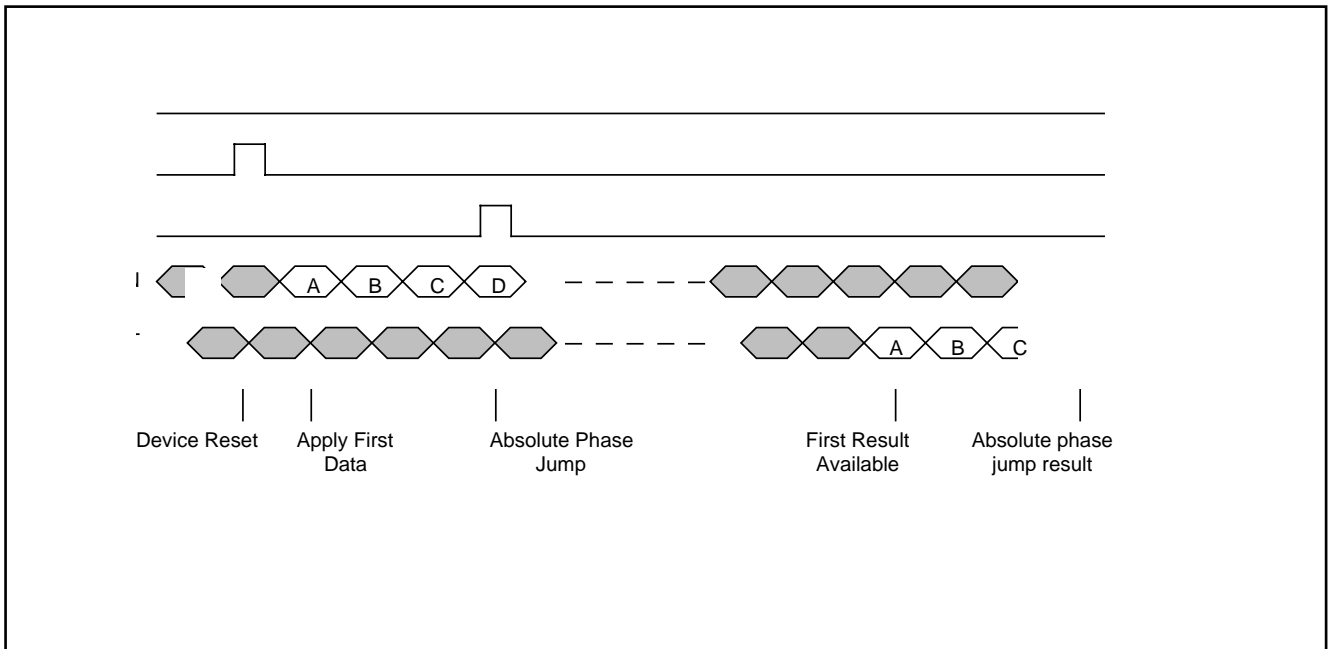 A B C D
A B C
Device Reset
Apply First
Data
Absolute Phase
Jump
First Result
Available
Absolute phase
jump result